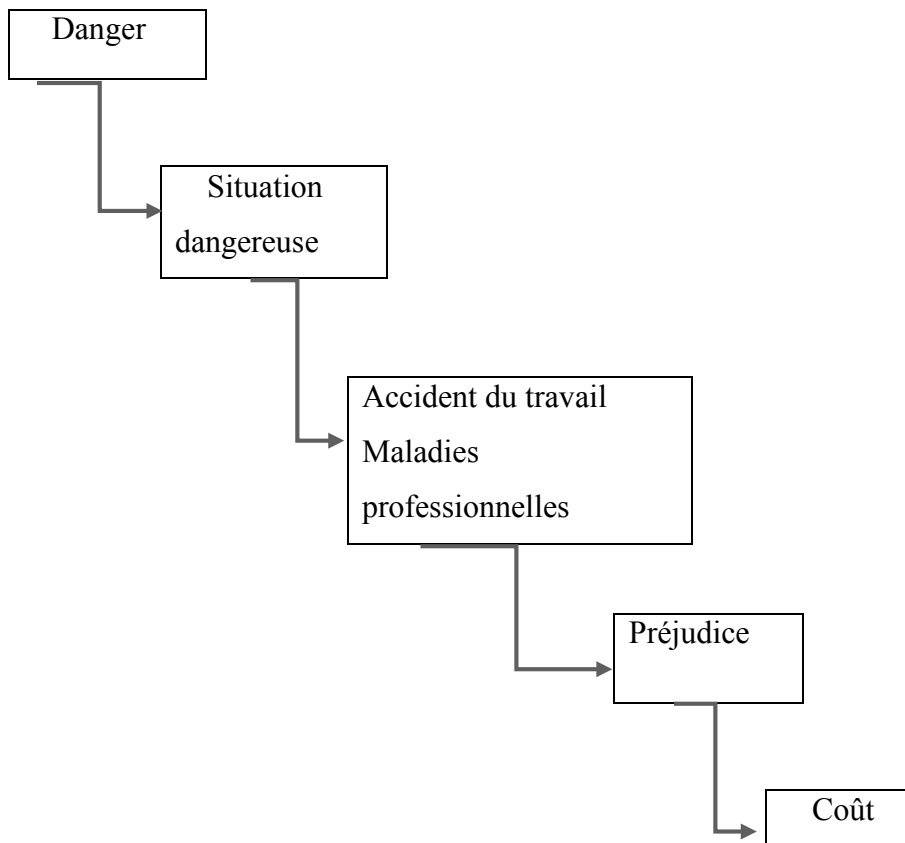 Danger
Situation
dangereuse
Accident du travail
Maladies
professionnelles
Préjudice
Coût